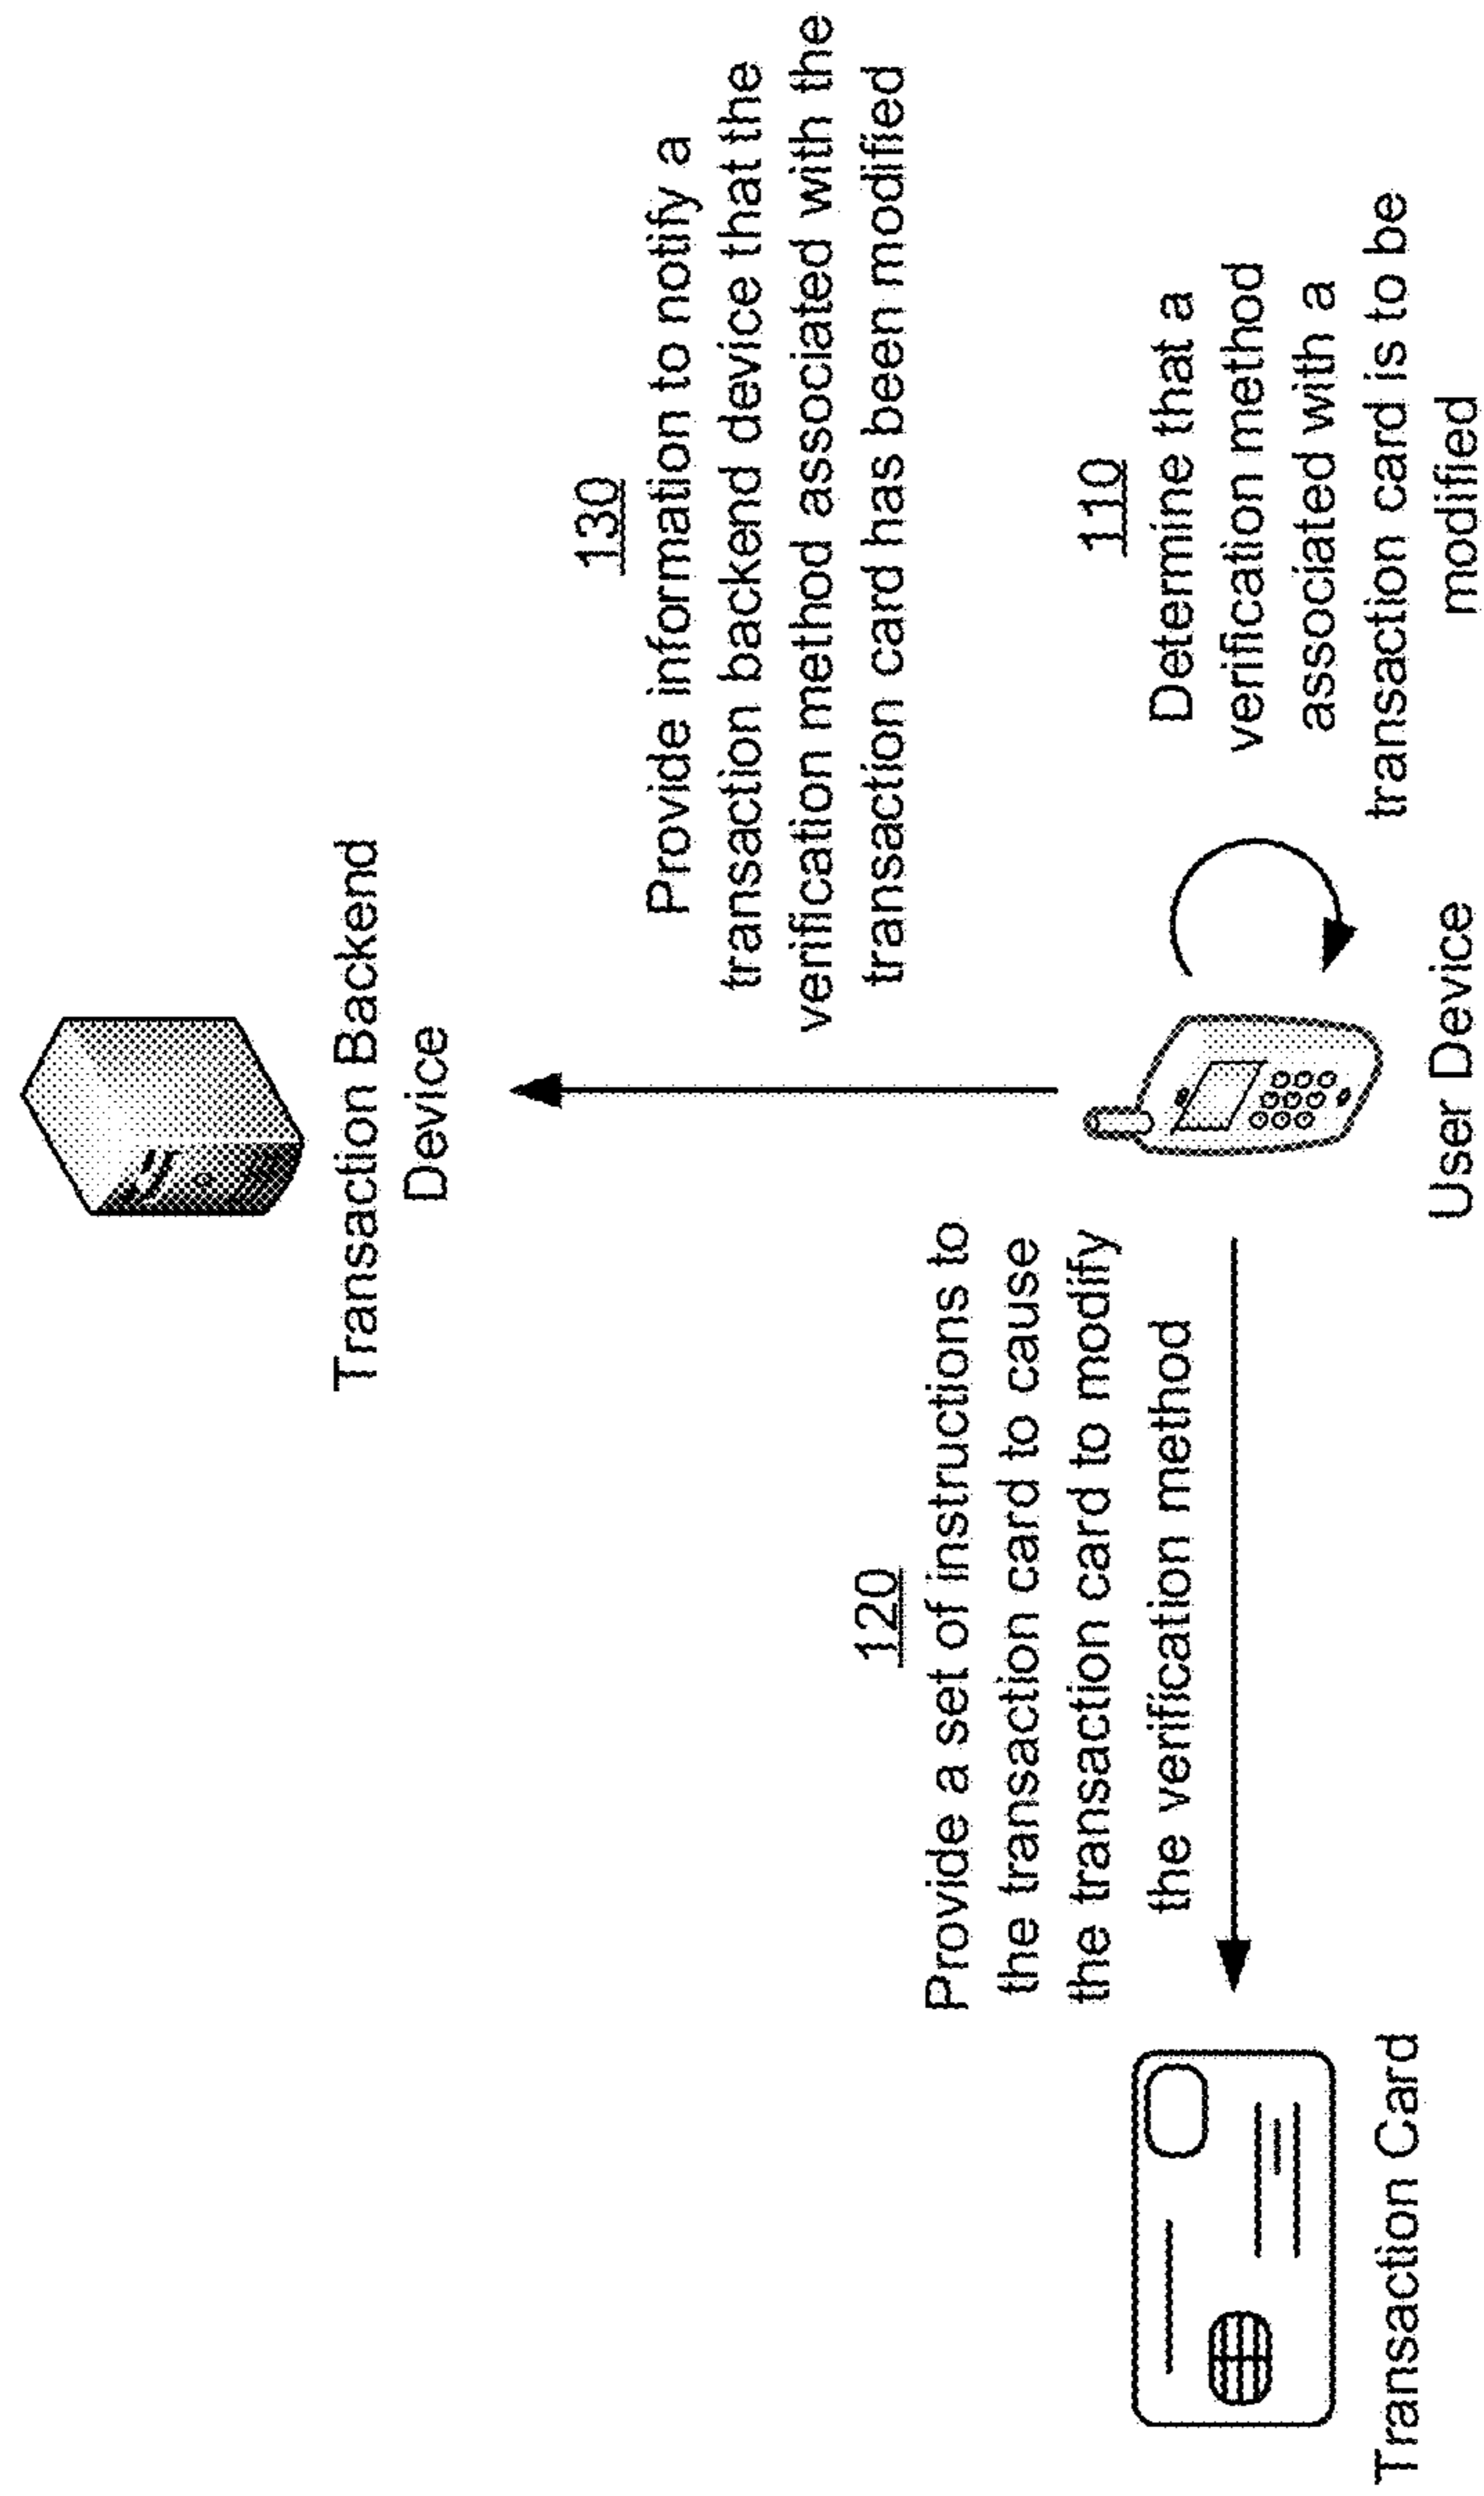 Transaction Backend
Device
130
Provide information to notify a
transaction backend device that the
verification method associated with the
transaction card has been modified
120
Provide a set of instructions to
the transaction card to cause
the transaction card to modify
the verification method
110
Determine that a
verification method
associated with a
transaction card is to be
modified
Transaction Card
User Device